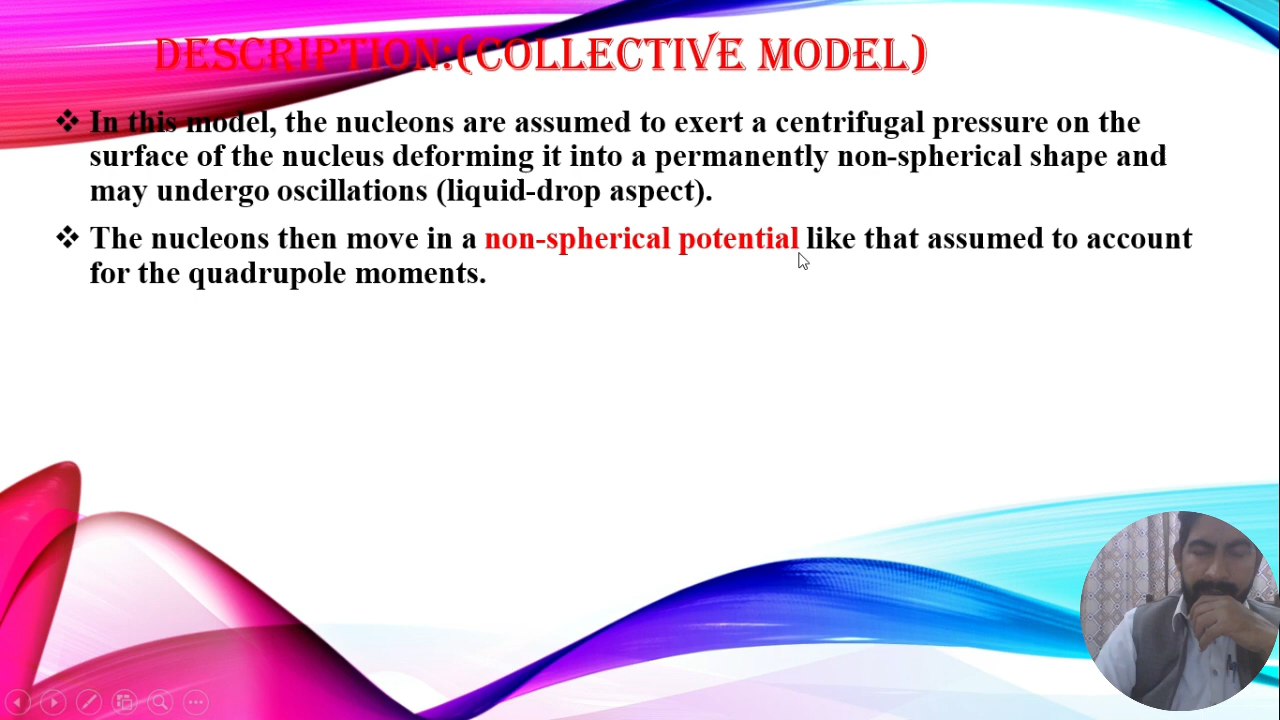 DESCRIPTION:(COLLECTIVE MODEL)
❖ In this model, the nucleons are assumed to exert a centrifugal pressure on the
surface of the nucleus deforming it into a permanently non-spherical shape and
may undergo oscillations (liquid-drop aspect).
❖ The nucleons then move in a non-spherical potential like that assumed to account
for the quadrupole moments.